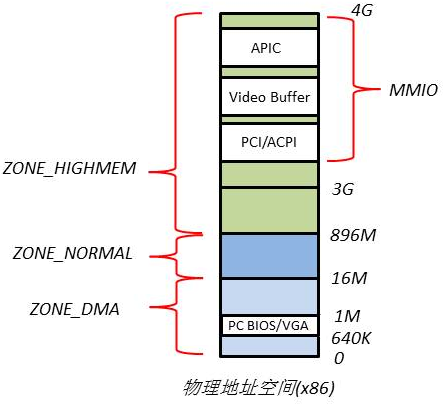 4G
APIC
Video Buffer
MMIO
PCI/ACPI
ZONE_HIGHMEM
3G
896M
ZONE_NORMAL
16M
ZONE_DMA
1M
PC BIOS/VGA
640K
0
物理地址空间(x86)